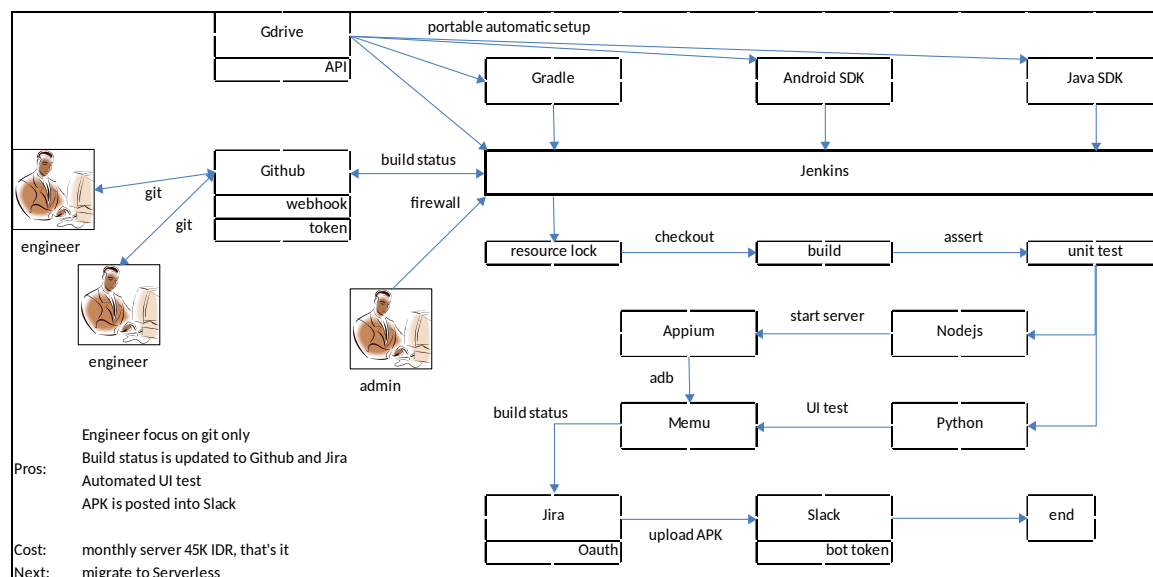 Gdrive
portable automatic setup
API
Gradle
Android SDK
Java SDK
build status
Github
Jenkins
git
webhook
firewall
git
token
engineer
resource lock
checkout
build
assert
unit test
Appium
start server
Nodejs
engineer
admin
adb
build status
Memu
UI test
Python
Engineer focus on git only
Pros:
Build status is updated to Github and Jira
Automated UI test
APK is posted into Slack
Jira
Slack
end
upload APK
Oauth
bot token
Cost: monthly server 45K IDR, that's it
Next: migrate to Serverless